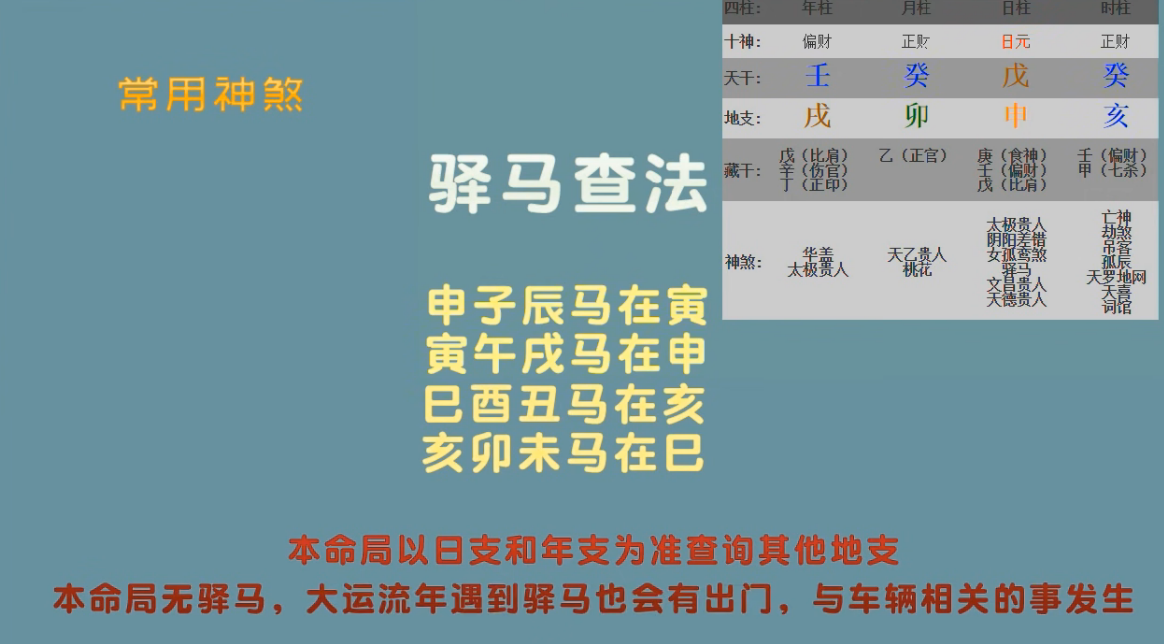 常用神煞
驿马查法
申子辰马在寅
寅午戌马在申
巳酉丑马在亥
亥卯未马在巳
本命局以日支和年支为准查询其他地支
本命局无驿马，大运流年遇到驿马也会有出门，与车辆相关的事发生
四柱： 年柱 月柱 日柱 时柱
十神： 偏财 正财 日元 正财
天干： 壬 癸 戊 癸
地支： 戌 卯 申 亥
藏干： 戊（比肩） 乙（正官） 庚（食神） 壬（偏财）
辛（伤官） 壬（偏财） 甲（七杀）
丁（正印） 戊（比肩）
神煞： 华盖 天乙贵人 太极贵人 亡神
太极贵人 桃花 阴阳差错 劫煞
女孤鸾煞 吊客
驿马 孤辰
文昌贵人 天罗地网
天德贵人 天喜
词馆